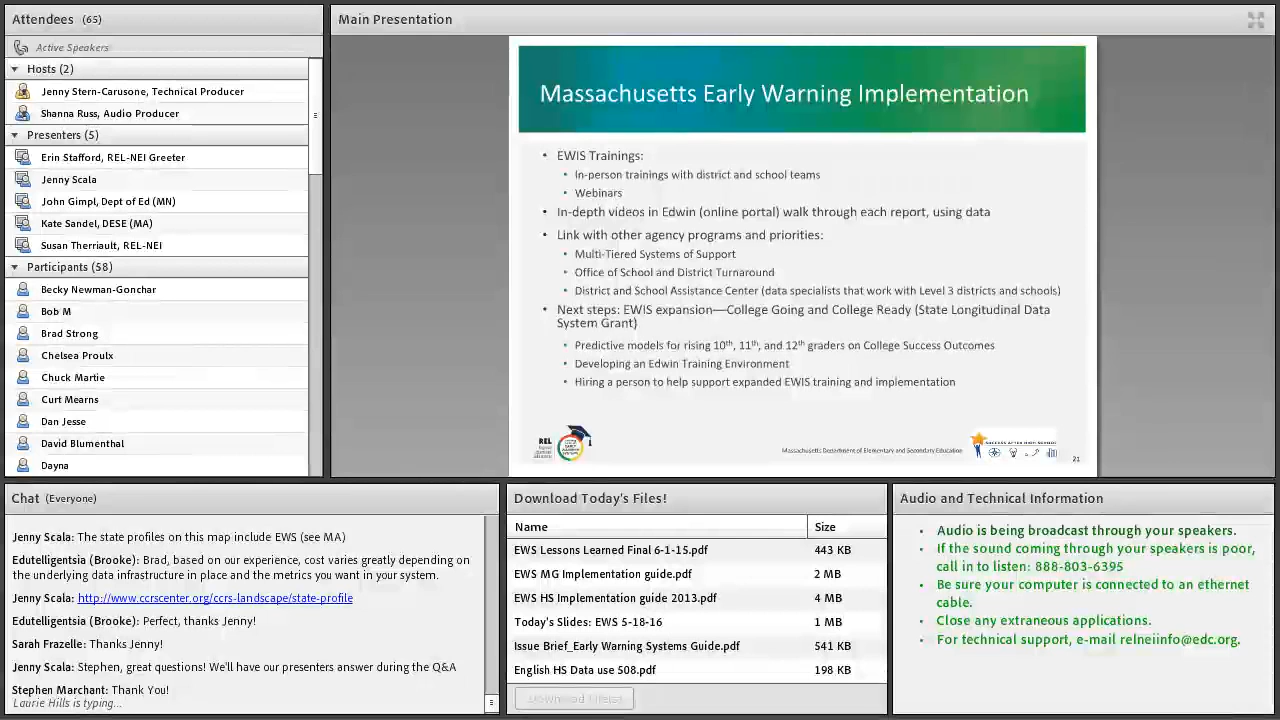 Attendees (65)
Active Speakers
Hosts (2)
Jenny Stern-Carusone, Technical Producer
Shanna Russ, Audio Producer
Presenters (5)
Erin Stafford, REL-NEI Greeter
Jenny Scala
John Gimpl, Dept of Ed (MN)
Kate Sandel, DESE (MA)
Susan Therriault, REL-NEI
Participants (58)
Becky Newman-Gonchar
Bob M
Brad Strong
Chelsea Proulx
Chuck Martie
Curt Mearns
Dan Jesse
David Blumenthal
Dayna
Main Presentation
Massachusetts Early Warning Implementation
• EWIS Trainings:
• In-person trainings with district and school teams
• Webinars
• In-depth videos in Edwin (online portal) walk through each report, using data
• Link with other agency programs and priorities:
• Multi-Tiered Systems of Support
• Office of School and District Turnaround
• District and School Assistance Center (data specialists that work with Level 3 districts and schools)
• Next steps: EWIS expansion—College Going and College Ready (State Longitudinal Data
System Grant)
• Predictive models for rising 10th, 11th, and 12th graders on College Success Outcomes
• Developing an Edwin Training Environment
• Hiring a person to help support expanded EWIS training and implementation
REL
Massachusetts Department of Elementary and Secondary Education
SUCCESS AFTER HIGH SCHOOL
21
Chat (Everyone)
Jenny Scala: The state profiles on this map include EWS (see MA)
Edutelligentsia (Brooke): Brad, based on our experience, cost varies greatly depending on
the underlying data infrastructure in place and the metrics you want in your system.
Jenny Scala: http://www.ccrscenter.org/ccrs-landscape/state-profile
Edutelligentsia (Brooke): Perfect, thanks Jenny!
Sarah Frazelle: Thanks Jenny!
Jenny Scala: Stephen, great questions! We'll have our presenters answer during the Q&A
Stephen Marchant: Thank You!
Laurie Hills is typing...
Download Today's Files!
Name Size
EWS Lessons Learned Final 6-1-15.pdf 443 KB
EWS MG Implementation guide.pdf 2 MB
EWS HS Implementation guide 2013.pdf 4 MB
Today's Slides: EWS 5-18-16 1 MB
Issue Brief_Early Warning Systems Guide.pdf 541 KB
English HS Data use 508.pdf 198 KB
Download File(s)
Audio and Technical Information
• Audio is being broadcast through your speakers.
• If the sound coming through your speakers is poor,
call in to listen: 888-803-6395
• Be sure your computer is connected to an ethernet
cable.
• Close any extraneous applications.
• For technical support, e-mail relneiinfo@edc.org.